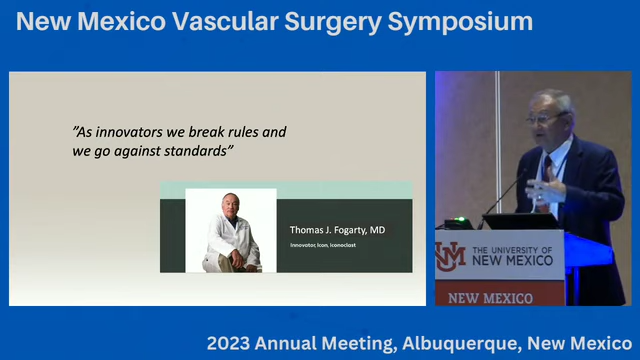 New Mexico Vascular Surgery Symposium
”As innovators we break rules and
we go against standards”
Thomas J. Fogarty, MD
Innovator, Icon, Iconoclast
THE UNIVERSITY OF
NEW MEXICO
NEW MEXICO
2023 Annual Meeting, Albuquerque, New Mexico